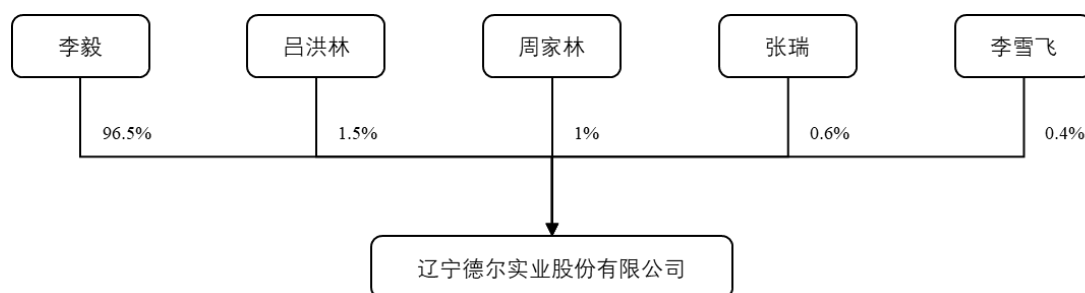 李毅
吕洪林
周家林
张瑞
李雪飞
96.5%
1.5%
1%
0.6%
0.4%
辽宁德尔实业股份有限公司